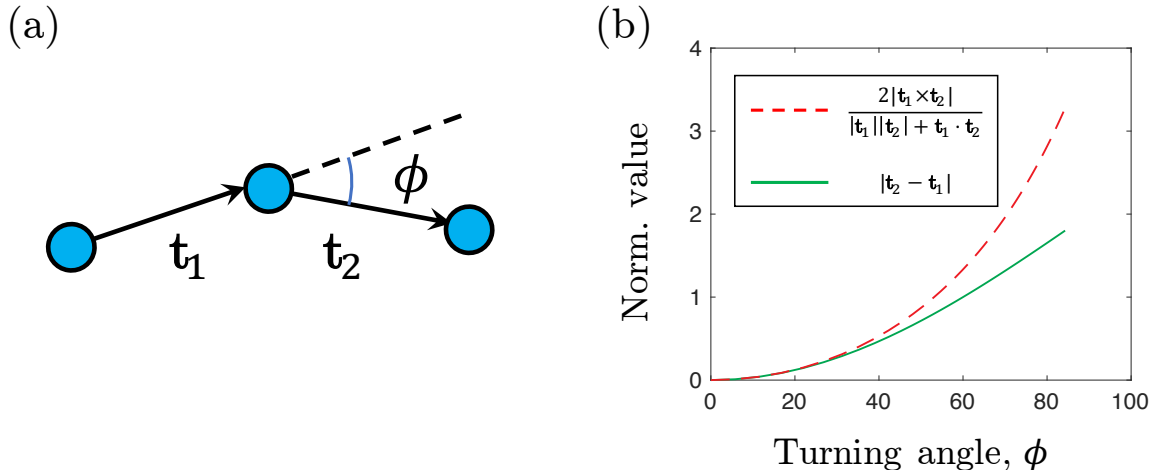 (a)
t₁
t₂
ϕ
(b)
Norm. value
4
3
2
1
0
2|t₁×t₂|
|t₁||t₂| + t₁ · t₂
|t₂ − t₁|
0 20 40 60 80 100
Turning angle, ϕ